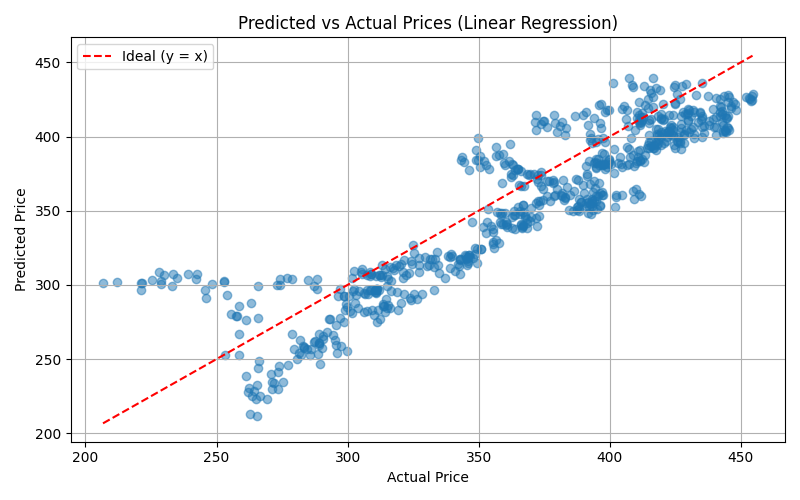 Predicted vs Actual Prices (Linear Regression)
Ideal (y = x)
Predicted Price
450
400
350
300
250
200
200 250 300 350 400 450
Actual Price